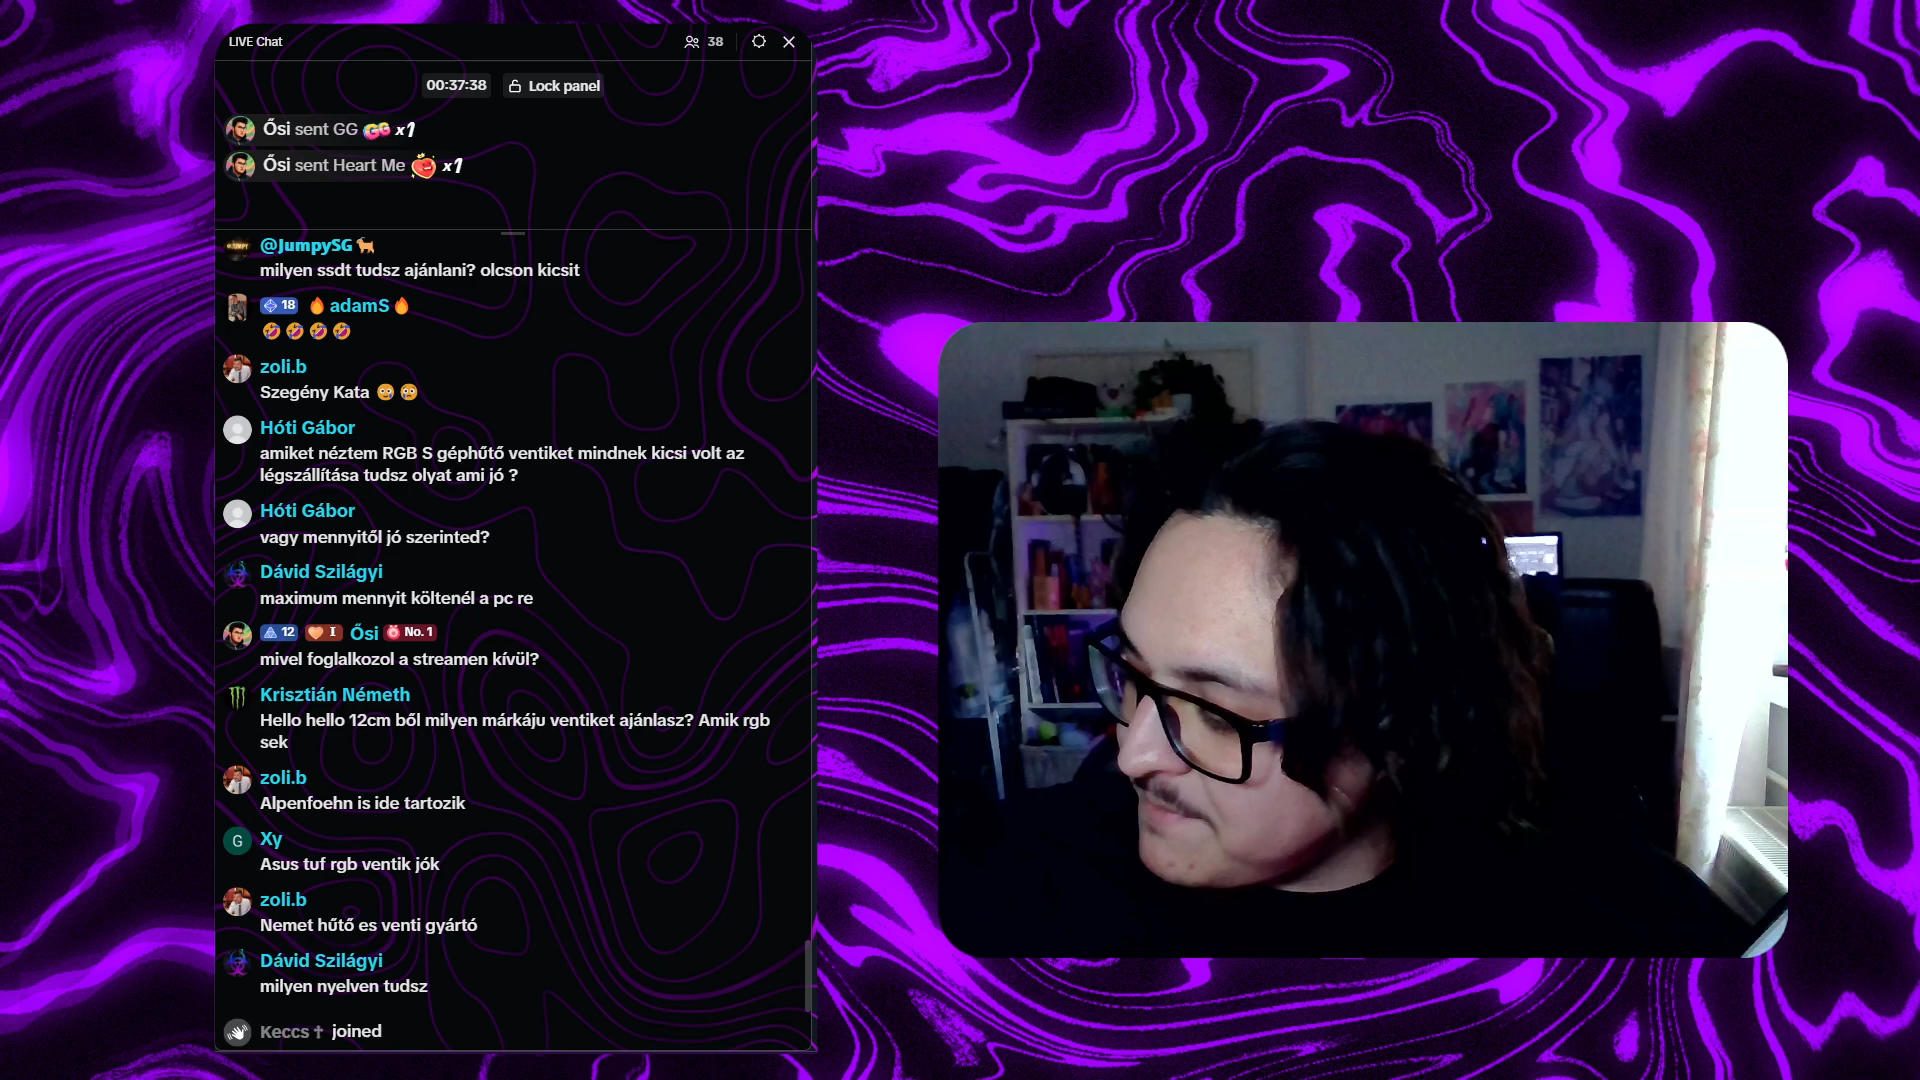 LIVE Chat
38
00:37:38
Lock panel
Ősi sent GG x1
Ősi sent Heart Me x1
@JumpySG
milyen ssdt tudsz ajánlani? olcson kicsit
18 adamS
zoli.b
Szegény Kata
Hóti Gábor
amiket néztem RGB S géphűtő ventiket mindnek kicsi volt az
légszállítása tudsz olyat ami jó ?
Hóti Gábor
vagy mennyitől jó szerinted?
Dávid Szilágyi
maximum mennyit költenél a pc re
12 I Ősi No. 1
mivel foglalkozol a streamen kívül?
Krisztián Németh
Hello hello 12cm ből milyen márkáju ventiket ajánlasz? Amik rgb
sek
zoli.b
Alpenfoehn is ide tartozik
G Xy
Asus tuf rgb ventik jók
zoli.b
Nemet hűtő es venti gyártó
Dávid Szilágyi
milyen nyelven tudsz
Keccs✝ joined